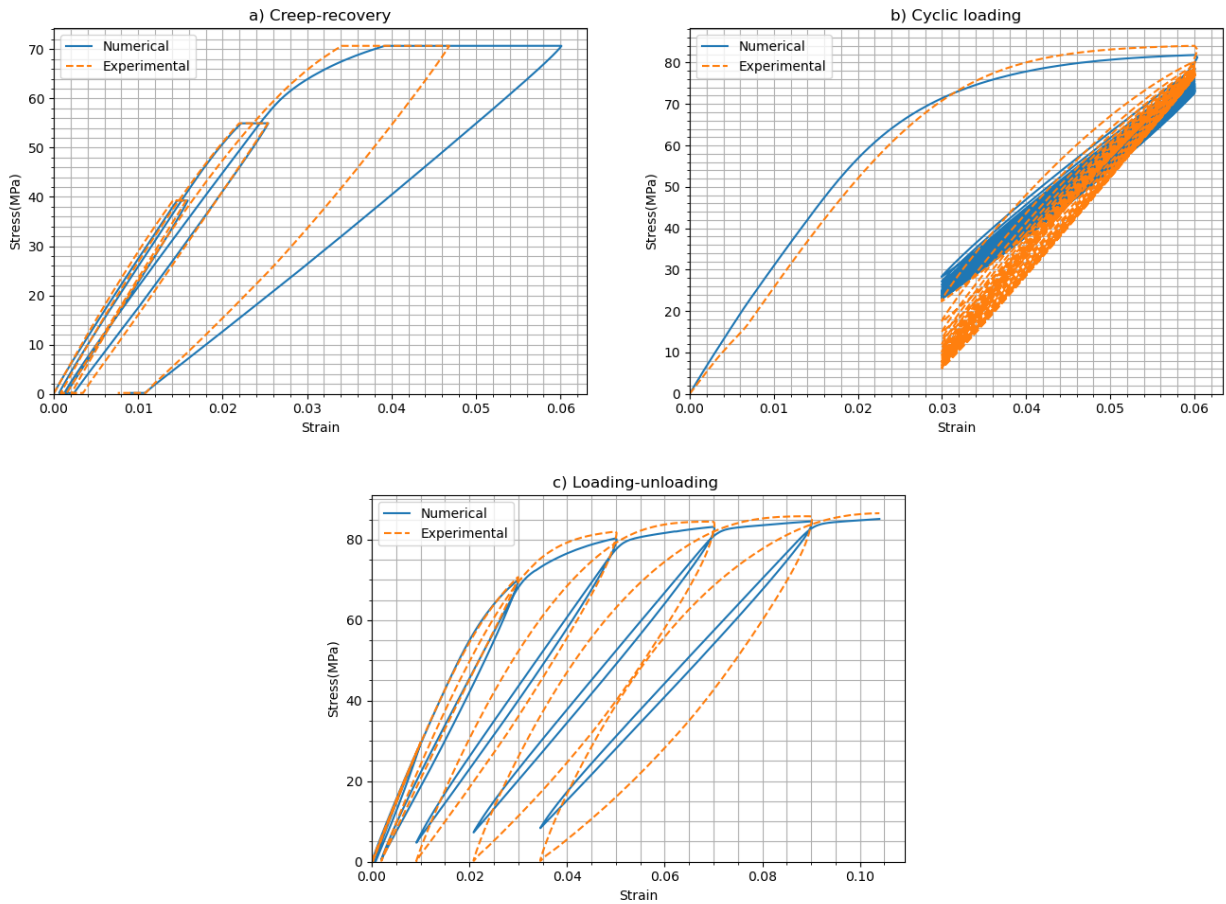 a) Creep-recovery
Numerical
Experimental
70
60
50
40
30
20
10
0
Stress(MPa)
0.00 0.01 0.02 0.03 0.04 0.05 0.06
Strain
b) Cyclic loading
Numerical
Experimental
80
70
60
50
40
30
20
10
0
Stress(MPa)
0.00 0.01 0.02 0.03 0.04 0.05 0.06
Strain
c) Loading-unloading
Numerical
Experimental
80
60
40
20
0
Stress(MPa)
0.00 0.02 0.04 0.06 0.08 0.10
Strain